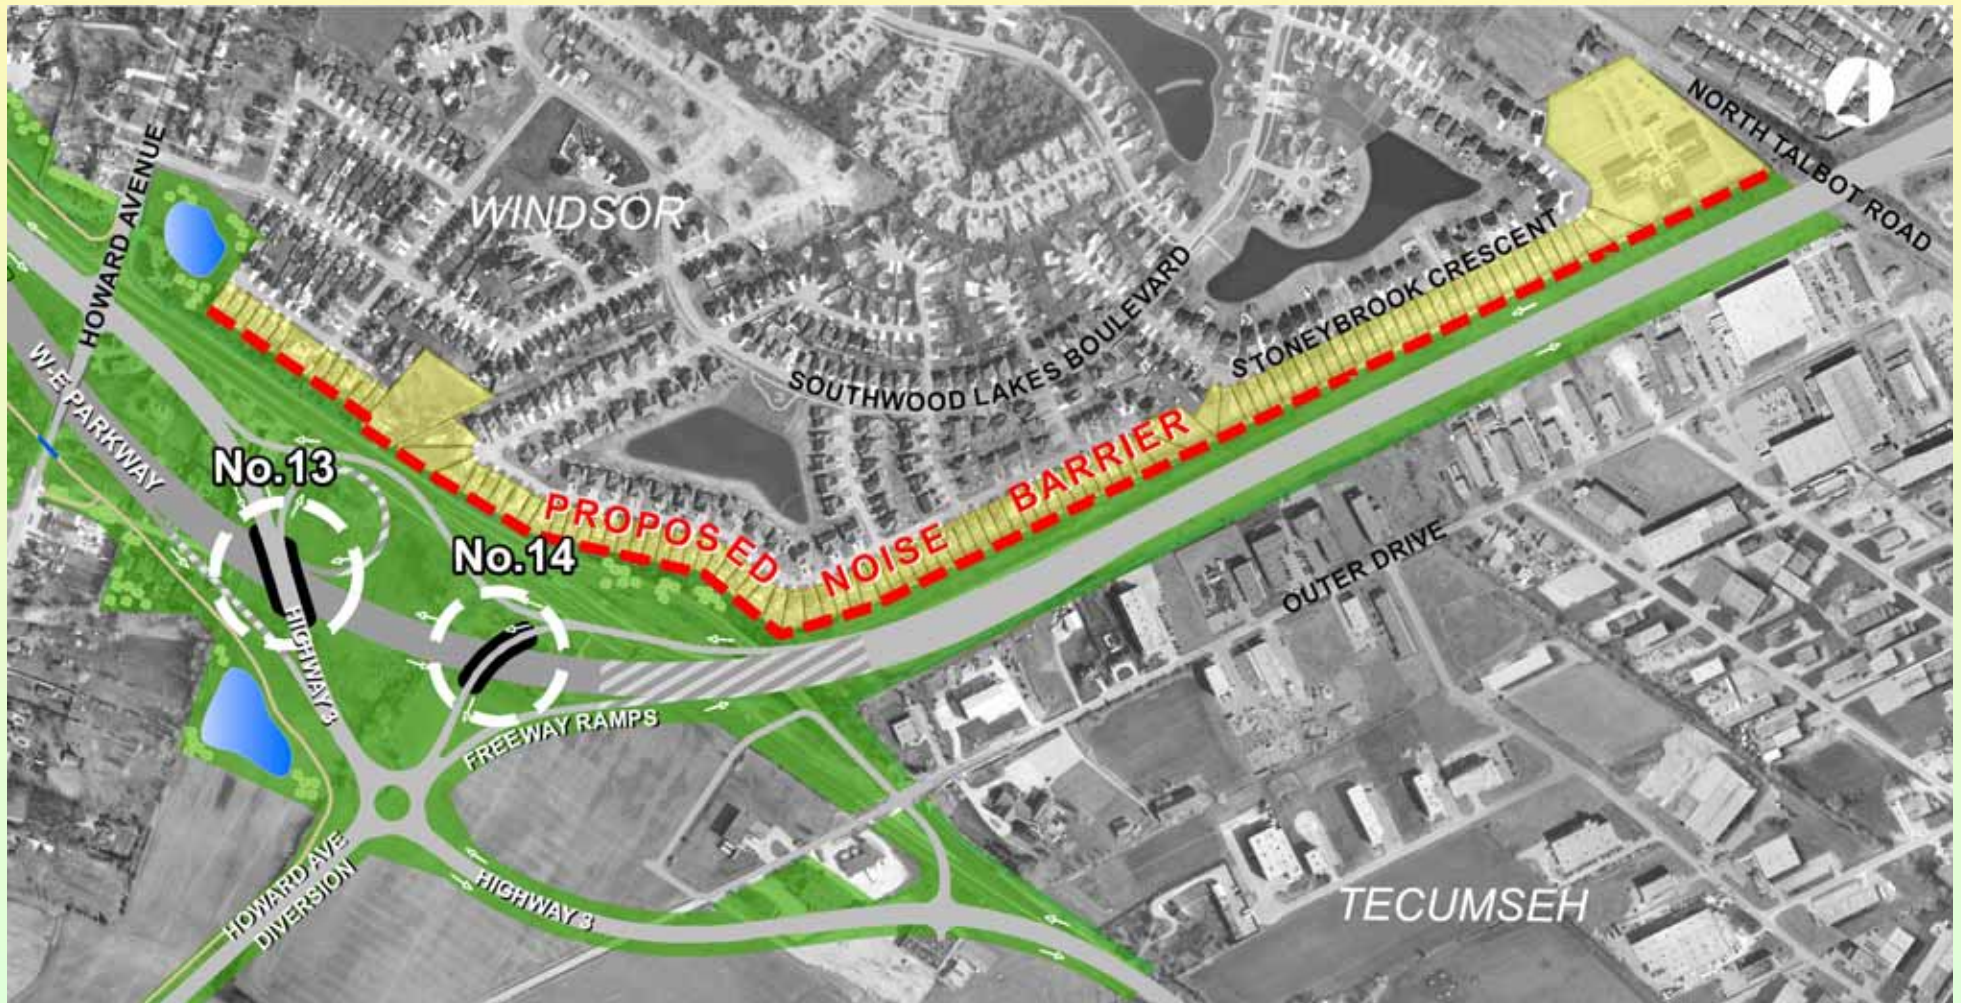 NORTH TALBOT ROAD
HOWARD AVENUE
WINDSOR
STONEYBROOK CRESCENT
SOUTHWOOD LAKES BOULEVARD
W-E PARKWAY
No.13
PROPOSED NOISE BARRIER
No.14
OUTER DRIVE
HIGHWAY 3
FREEWAY RAMPS
HOWARD AVE
DIVERSION
HIGHWAY 3
TECUMSEH